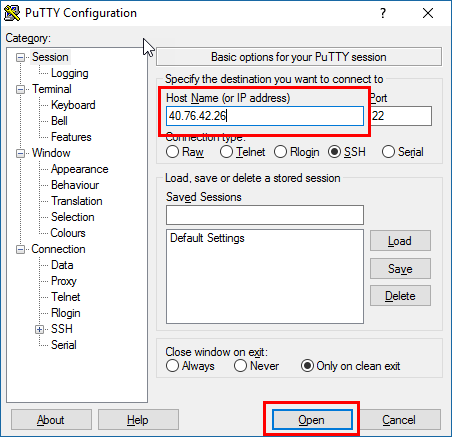 PuTTY Configuration
?
Category:
Session
Logging
Terminal
Keyboard
Bell
Features
Window
Appearance
Behaviour
Translation
Selection
Colours
Connection
Data
Proxy
Telnet
Rlogin
SSH
Serial
Basic options for your PuTTY session
Specify the destination you want to connect to
Host Name (or IP address) Port
40.76.42.26 22
Connection type:
Raw Telnet Rlogin SSH Serial
Load, save or delete a stored session
Saved Sessions
Default Settings
Load
Save
Delete
Close window on exit:
Always Never Only on clean exit
About Help Open Cancel